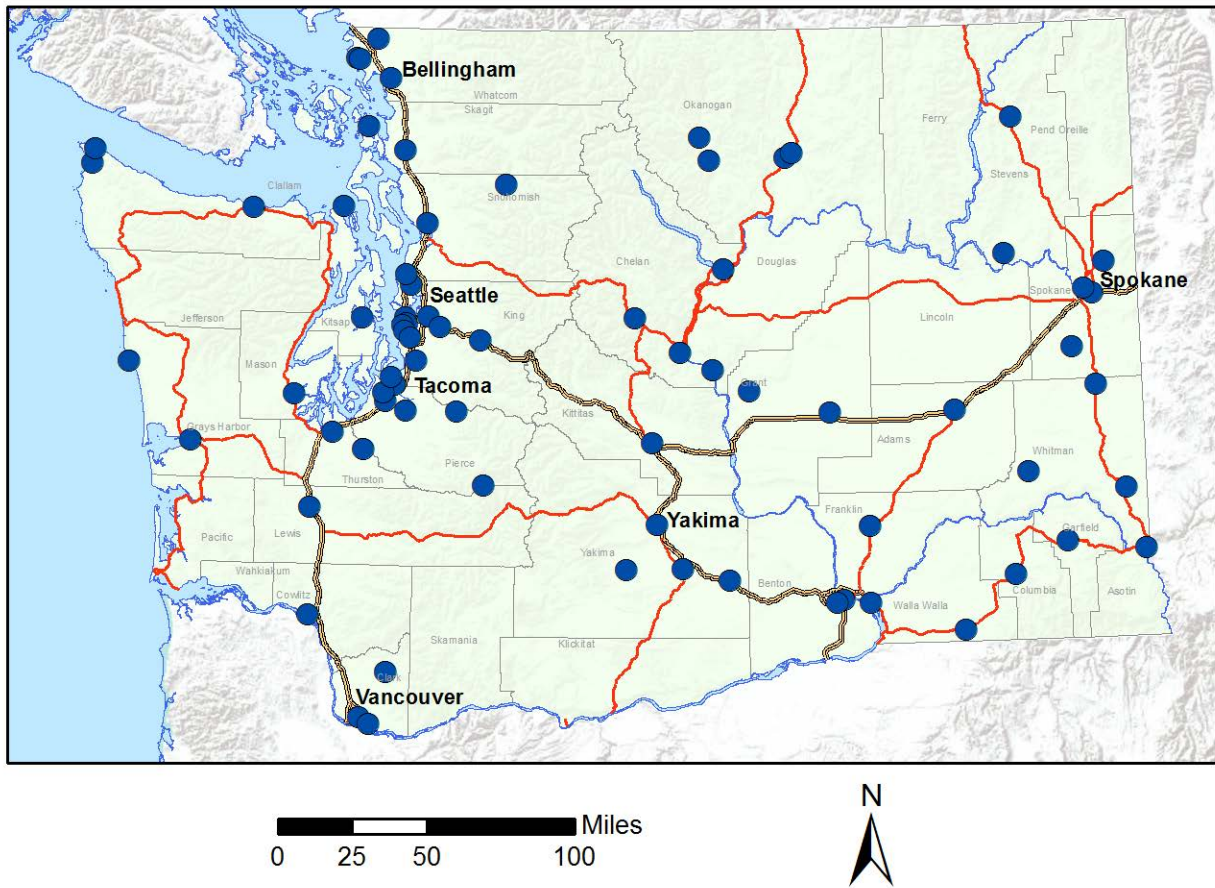 Bellingham
Whatcom
Skagit
Okanogan
Ferry
Pend Oreille
Stevens
Clallam
Snohomish
Chelan
Douglas
Spokane
Spokane
Seattle
King
Lincoln
Jefferson
Kitsap
Mason
Tacoma
Grant
Kittitas
Grays Harbor
Adams
Whitman
Pierce
Thurston
Yakima
Franklin
Garfield
Pacific
Lewis
Yakima
Benton
Wahkiakum
Cowlitz
Walla Walla
Columbia
Asotin
Skamania
Klickitat
Clark
Vancouver
Miles
0 25 50 100
N